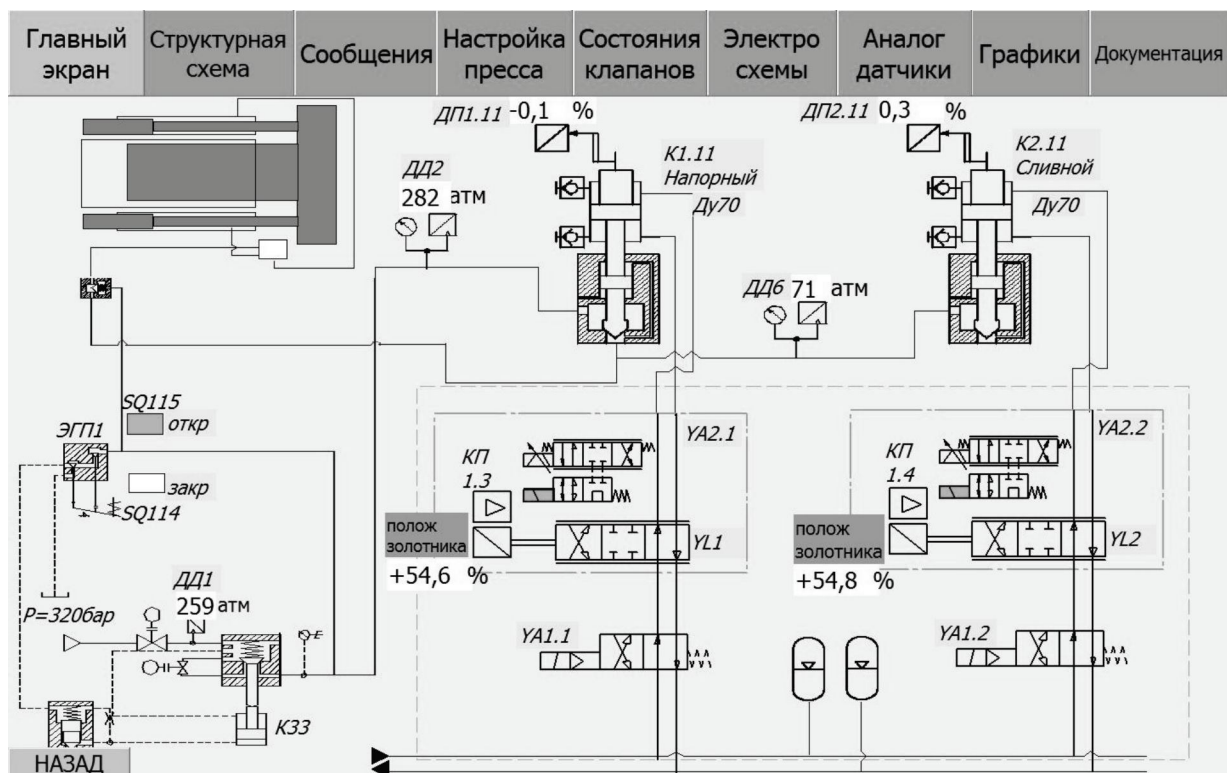 Главный
экран
Структурная
схема
Сообщения
Настройка
пресса
Состояния
клапанов
Электро
схемы
Аналог
датчики
Графики
Документация
ДП1.11 -0,1 %
ДП2.11 0,3 %
К1.11
Напорный
Ду70
К2.11
Сливной
Ду70
ДД2
282 атм
ДД6 71 атм
SQ115
откр
ЭГП1
закр
SQ114
YA2.1
КП
1.3
полож
золотника
+54,6 %
YL1
YA2.2
КП
1.4
полож
золотника
+54,8 %
YL2
ДД1
259 атм
Р=320бар
YA1.1
YA1.2
К33
НАЗАД